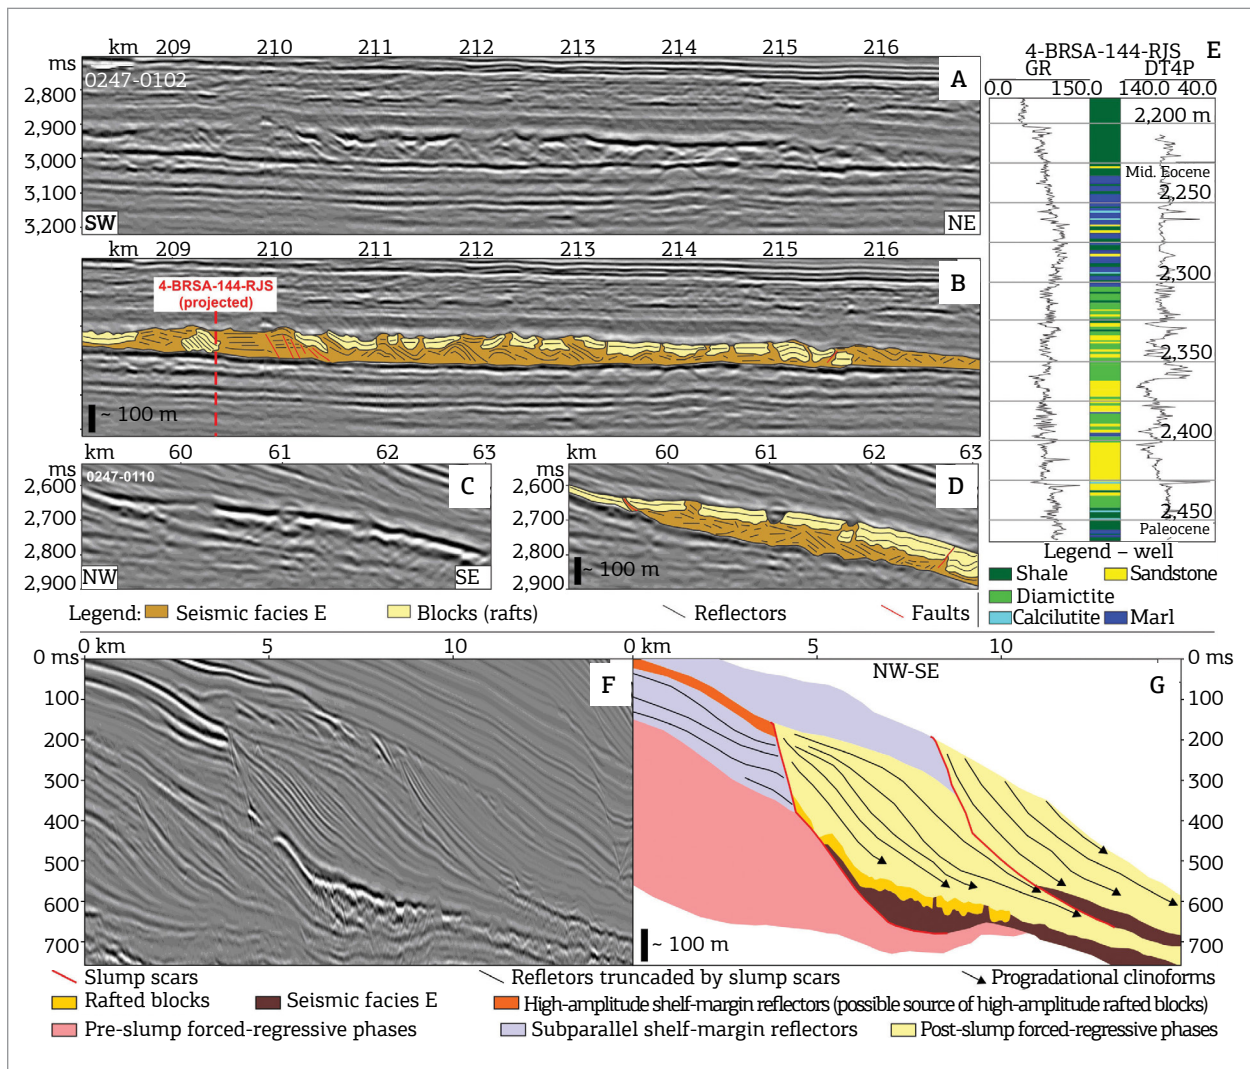 km 209 210 211 212 213 214 215 216
ms
0247-0102
A
2,800
2,900
3,000
3,100
3,200
SW
NE
km 209 210 211 212 213 214 215 216
4-BRSA-144-RJS
(projected)
B
~ 100 m
km 60 61 62 63
ms
0247-0110
C
2,600
2,700
2,800
2,900
NW
SE
km 60 61 62 63
ms
D
2,600
2,700
2,800
2,900
~ 100 m
4-BRSA-144-RJS E
GR DT4P
0.0 150.0 140.0 40.0
2,200 m
Mid. Eocene
2,250
2,300
2,350
2,400
2,450
Paleocene
Legend – well
Shale Sandstone
Diamictite
Calcilutite Marl
Legend: Seismic facies E Blocks (rafts) Reflectors Faults
0 km 5 10
0 ms
100
200
300
400
500
600
700
F
0 km 5 10
NW-SE
G
0 ms
100
200
300
400
500
600
700
~ 100 m
Slump scars Refletors truncaded by slump scars Progradational clinoforms
Rafted blocks Seismic facies E High-amplitude shelf-margin reflectors (possible source of high-amplitude rafted blocks)
Pre-slump forced-regressive phases Subparallel shelf-margin reflectors Post-slump forced-regressive phases